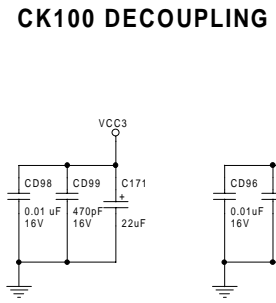 CK100 DECOUPLING
VCC3
CD98 CD99 C171 CD96
+
0.01 uF 470pF 22uF 0.01uF
16V 16V 16V